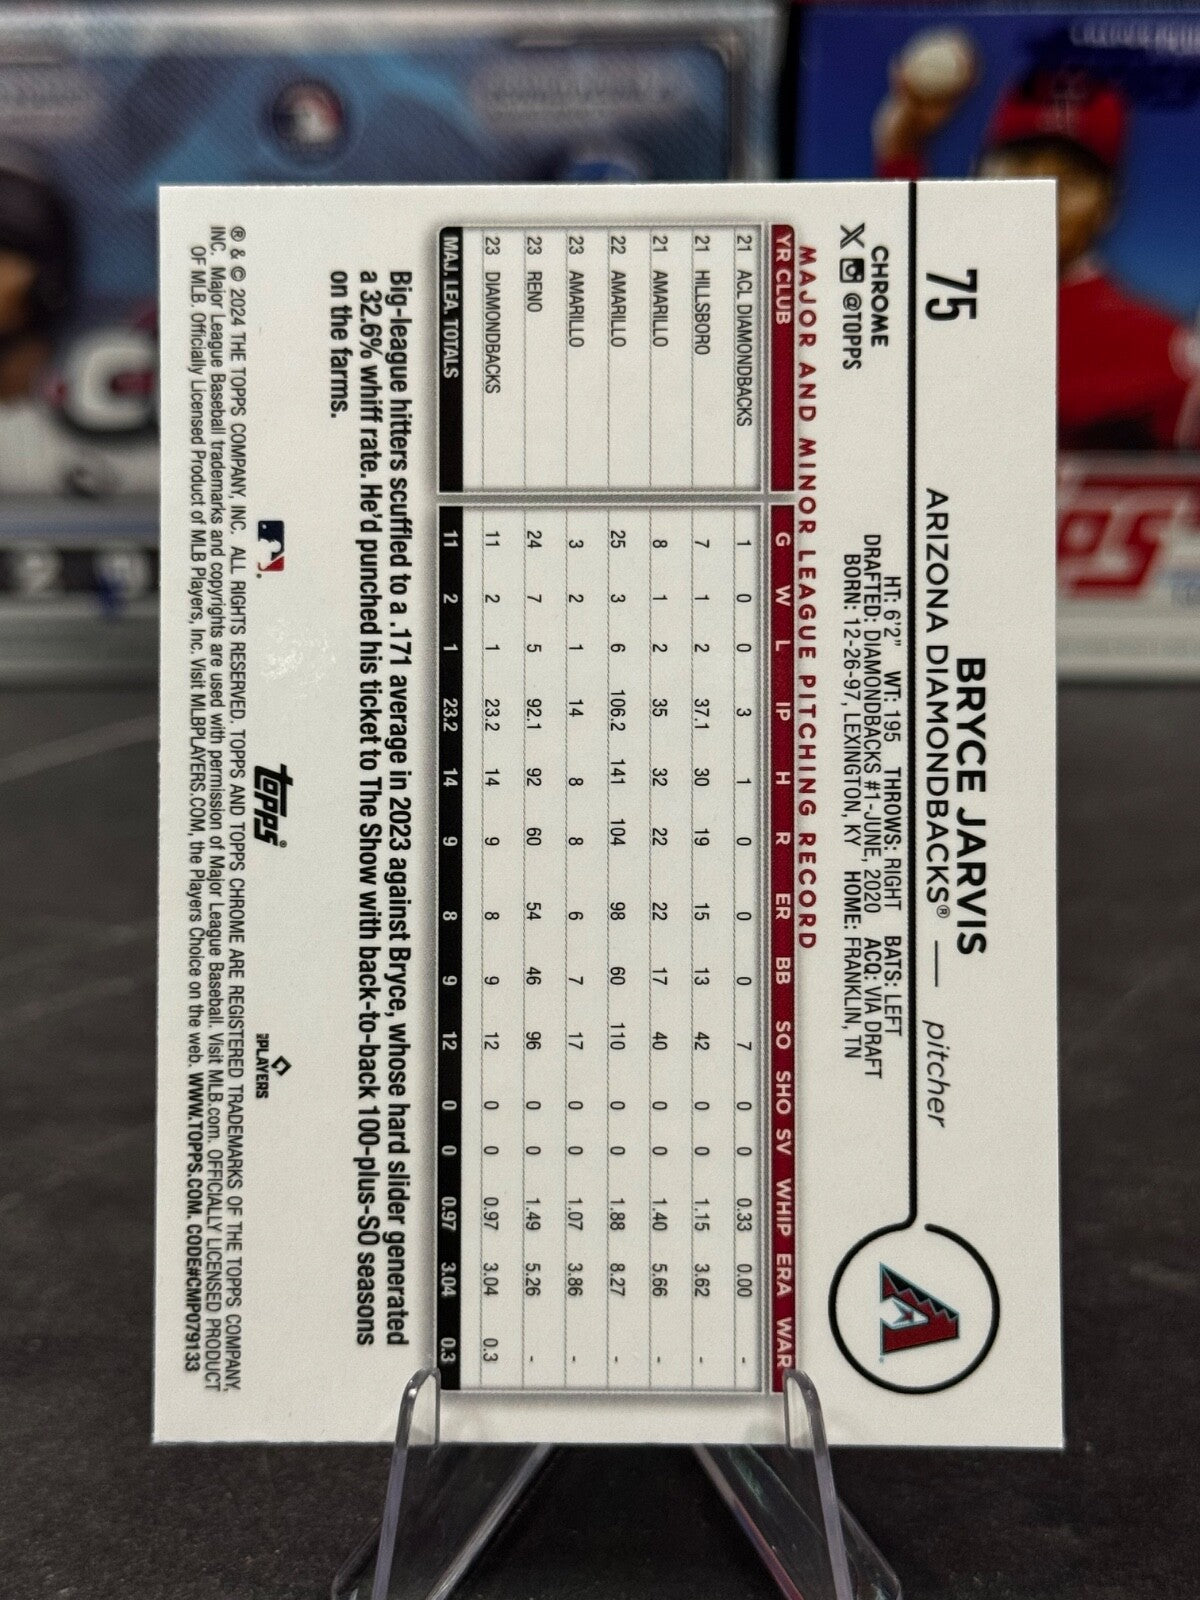 75
BRYCE JARVIS
ARIZONA DIAMONDBACKS® — pitcher
CHROME
X @TOPPS
HT: 6'2" WT: 195 THROWS: RIGHT BATS: LEFT
DRAFTED: DIAMONDBACKS #1-JUNE, 2020 ACQ: VIA DRAFT
BORN: 12-26-97, LEXINGTON, KY HOME: FRANKLIN, TN
MAJOR AND MINOR LEAGUE PITCHING RECORD
YR CLUB G W L IP H R ER BB SO SHO SV WHIP ERA WAR
21 ACL DIAMONDBACKS 1 0 0 3 1 0 0 0 7 0 0 0.33 0.00 -
21 HILLSBORO 7 1 2 37.1 30 19 15 13 42 0 0 1.15 3.62 -
21 AMARILLO 8 1 2 35 32 22 22 17 40 0 0 1.40 5.66 -
22 AMARILLO 25 3 6 106.2 141 104 98 60 110 0 0 1.88 8.27 -
23 AMARILLO 3 2 1 14 8 8 6 7 17 0 0 1.07 3.86 -
23 RENO 24 7 5 92.1 92 60 54 46 96 0 0 1.49 5.26 -
23 DIAMONDBACKS 11 2 1 23.2 14 9 8 9 12 0 0 0.97 3.04 0.3
MAJ. LEA. TOTALS 11 2 1 23.2 14 9 8 9 12 0 0 0.97 3.04 0.3
Big-league hitters scuffled to a .171 average in 2023 against Bryce, whose hard slider generated
a 32.6% whiff rate. He'd punched his ticket to The Show with back-to-back 100-plus-SO seasons
on the farms.
topps®
PLAYERS
® & © 2024 THE TOPPS COMPANY, INC. ALL RIGHTS RESERVED. TOPPS AND TOPPS CHROME ARE REGISTERED TRADEMARKS OF THE TOPPS COMPANY,
INC. Major League Baseball trademarks and copyrights are used with permission of Major League Baseball. Visit MLB.com. OFFICIALLY LICENSED PRODUCT
OF MLB. Officially Licensed Product of MLB Players, Inc. Visit MLBPLAYERS.COM, the Players Choice on the web. WWW.TOPPS.COM. CODE#CMP079133